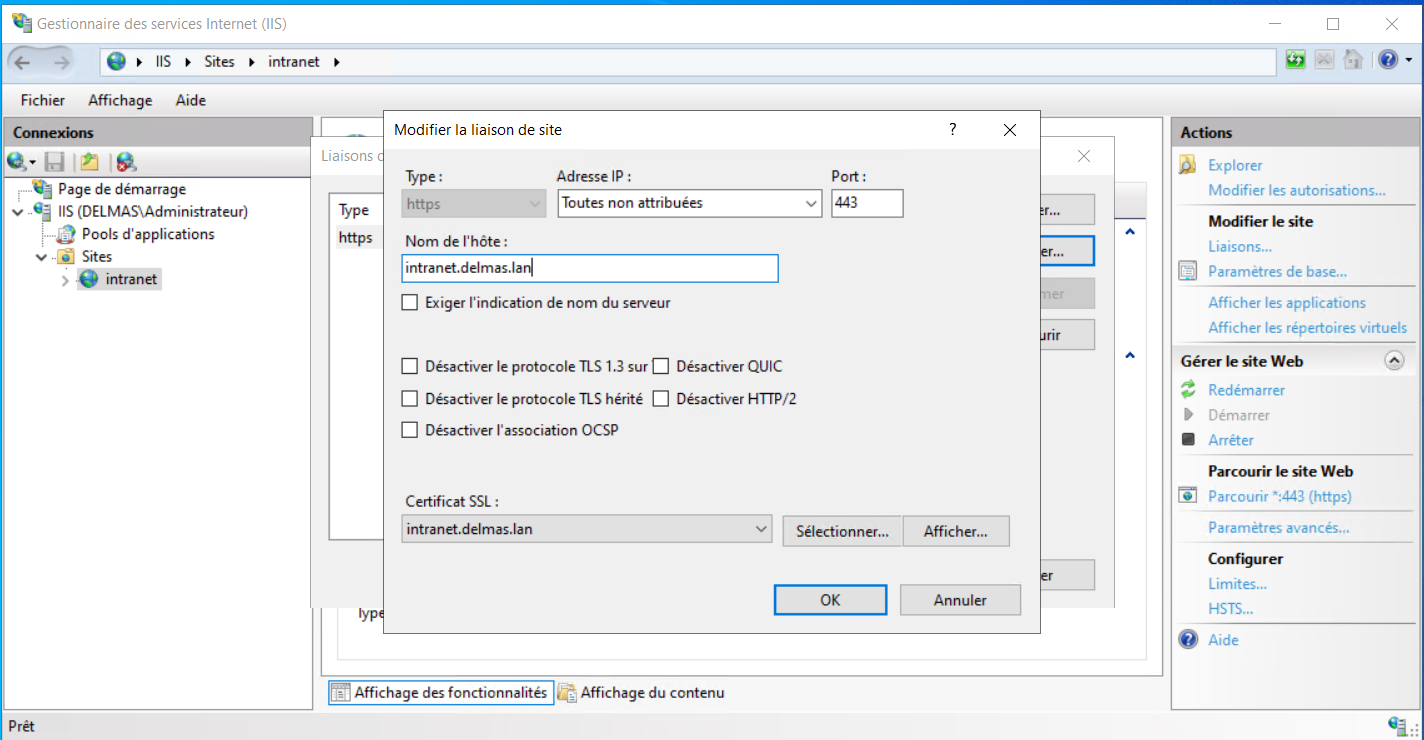 Gestionnaire des services Internet (IIS)
IIS Sites intranet
Fichier Affichage Aide
Connexions
Page de démarrage
IIS (DELMAS\Administrateur)
Pools d'applications
Sites
intranet
Liaisons d
Type
https
Type
Modifier la liaison de site
?
Type :
https
Adresse IP :
Toutes non attribuées
Port :
443
Nom de l'hôte :
intranet.delmas.lan
Exiger l'indication de nom du serveur
Désactiver le protocole TLS 1.3 sur
Désactiver QUIC
Désactiver le protocole TLS hérité
Désactiver HTTP/2
Désactiver l'association OCSP
Certificat SSL :
intranet.delmas.lan
Sélectionner...
Afficher...
OK
Annuler
er...
er...
mer
urir
er
Affichage des fonctionnalités
Affichage du contenu
Actions
Explorer
Modifier les autorisations...
Modifier le site
Liaisons...
Paramètres de base...
Afficher les applications
Afficher les répertoires virtuels
Gérer le site Web
Redémarrer
Démarrer
Arrêter
Parcourir le site Web
Parcourir *:443 (https)
Paramètres avancés...
Configurer
Limites...
HSTS...
Aide
Prêt